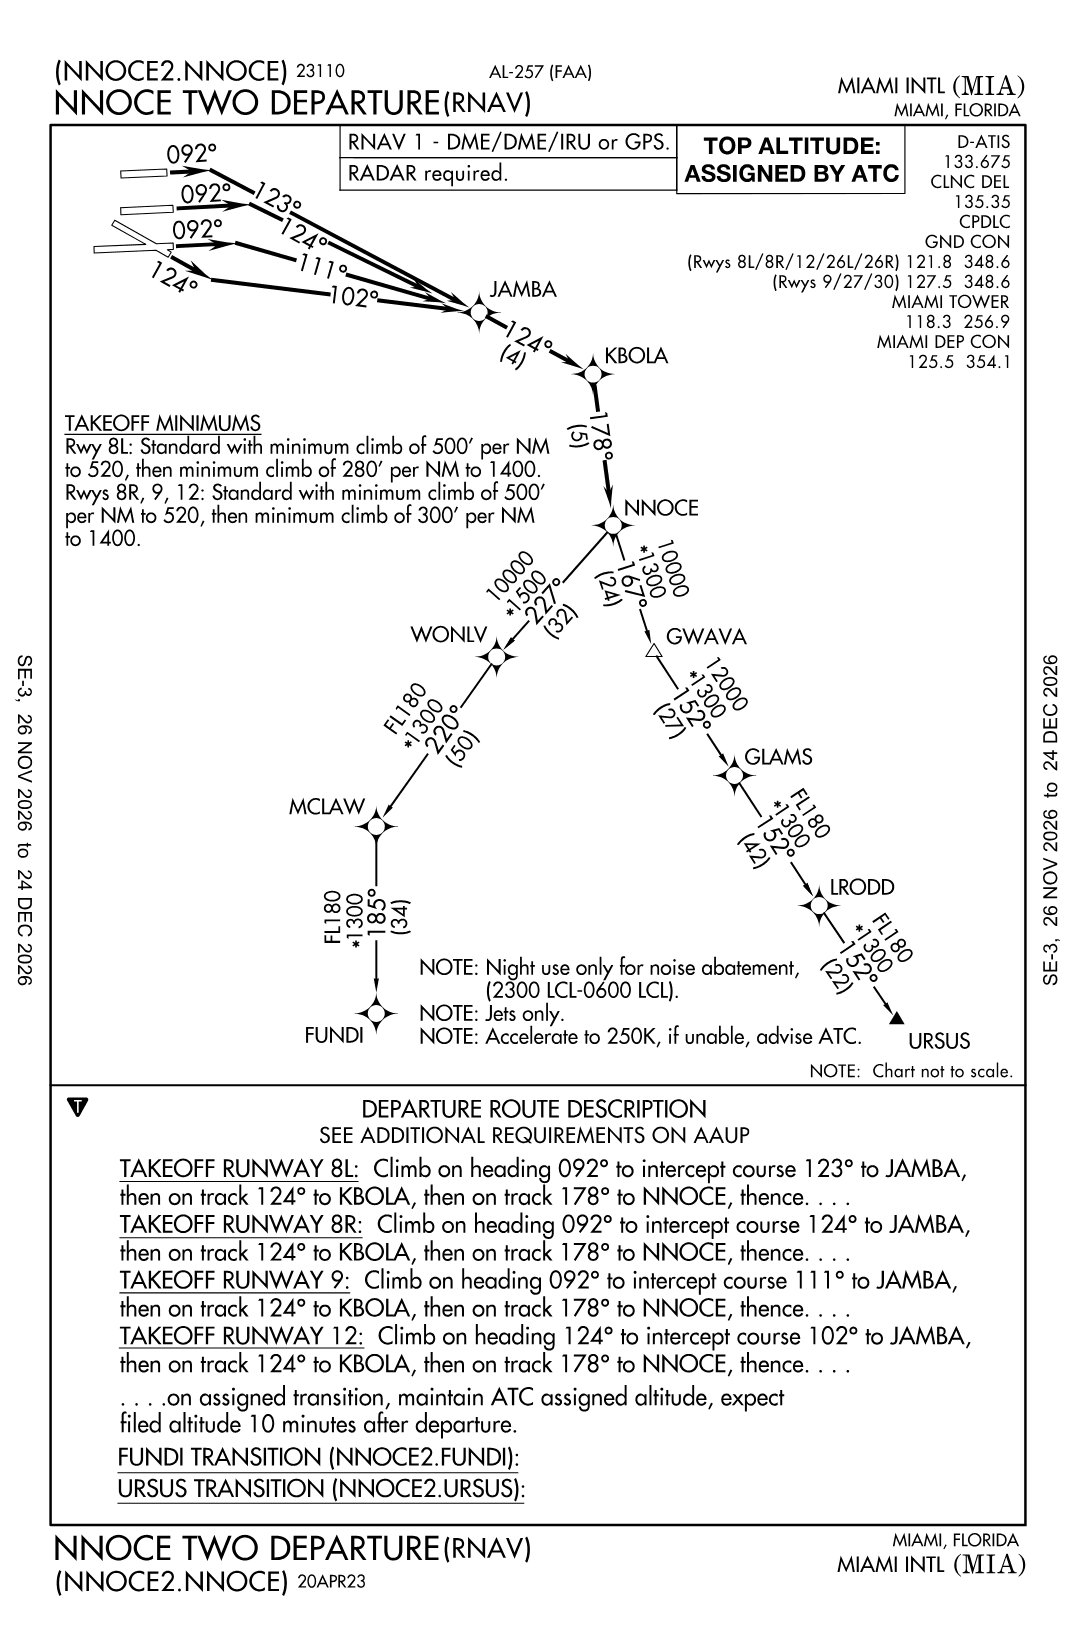 (NNOCE2.NNOCE) 23110
AL-257 (FAA)
MIAMI INTL (MIA)
NNOCE TWO DEPARTURE (RNAV)
MIAMI, FLORIDA
RNAV 1 - DME/DME/IRU or GPS.
RADAR required.
TOP ALTITUDE:
ASSIGNED BY ATC
D-ATIS
133.675
CLNC DEL
135.35
CPDLC
GND CON
(Rwys 8L/8R/12/26L/26R) 121.8 348.6
(Rwys 9/27/30) 127.5 348.6
MIAMI TOWER
118.3 256.9
MIAMI DEP CON
125.5 354.1
092°
123°
092°
124°
092°
111°
124°
102°
JAMBA
124°
(4)
KBOLA
178°
(5)
NNOCE
TAKEOFF MINIMUMS
Rwy 8L: Standard with minimum climb of 500′ per NM
to 520, then minimum climb of 280′ per NM to 1400.
Rwys 8R, 9, 12: Standard with minimum climb of 500′
per NM to 520, then minimum climb of 300′ per NM
to 1400.
10000
*1500
227°
(32)
10000
*1300
167°
(24)
WONLV
GWAVA
FL180
*1300
220°
(50)
12000
*1300
152°
(27)
GLAMS
MCLAW
FL180
*1300
152°
(42)
LRODD
FL180
*1300
185°
(34)
FL180
*1300
152°
(22)
FUNDI
URSUS
NOTE: Night use only for noise abatement,
(2300 LCL-0600 LCL).
NOTE: Jets only.
NOTE: Accelerate to 250K, if unable, advise ATC.
NOTE: Chart not to scale.
SE-3, 26 NOV 2026 to 24 DEC 2026
SE-3, 26 NOV 2026 to 24 DEC 2026
T
DEPARTURE ROUTE DESCRIPTION
SEE ADDITIONAL REQUIREMENTS ON AAUP
TAKEOFF RUNWAY 8L: Climb on heading 092° to intercept course 123° to JAMBA,
then on track 124° to KBOLA, then on track 178° to NNOCE, thence. . . .
TAKEOFF RUNWAY 8R: Climb on heading 092° to intercept course 124° to JAMBA,
then on track 124° to KBOLA, then on track 178° to NNOCE, thence. . . .
TAKEOFF RUNWAY 9: Climb on heading 092° to intercept course 111° to JAMBA,
then on track 124° to KBOLA, then on track 178° to NNOCE, thence. . . .
TAKEOFF RUNWAY 12: Climb on heading 124° to intercept course 102° to JAMBA,
then on track 124° to KBOLA, then on track 178° to NNOCE, thence. . . .
. . . .on assigned transition, maintain ATC assigned altitude, expect
filed altitude 10 minutes after departure.
FUNDI TRANSITION (NNOCE2.FUNDI):
URSUS TRANSITION (NNOCE2.URSUS):
NNOCE TWO DEPARTURE (RNAV)
MIAMI, FLORIDA
(NNOCE2.NNOCE) 20APR23
MIAMI INTL (MIA)